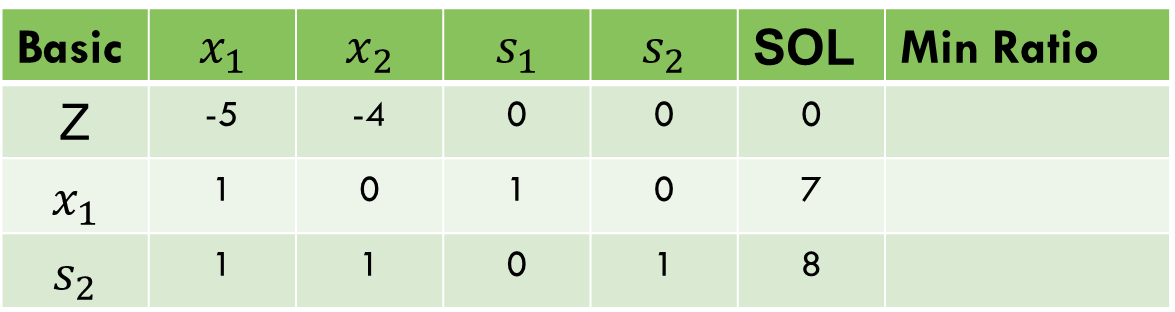 Basic x₁ x₂ s₁ s₂ SOL Min Ratio
Z -5 -4 0 0 0
x₁ 1 0 1 0 7
s₂ 1 1 0 1 8